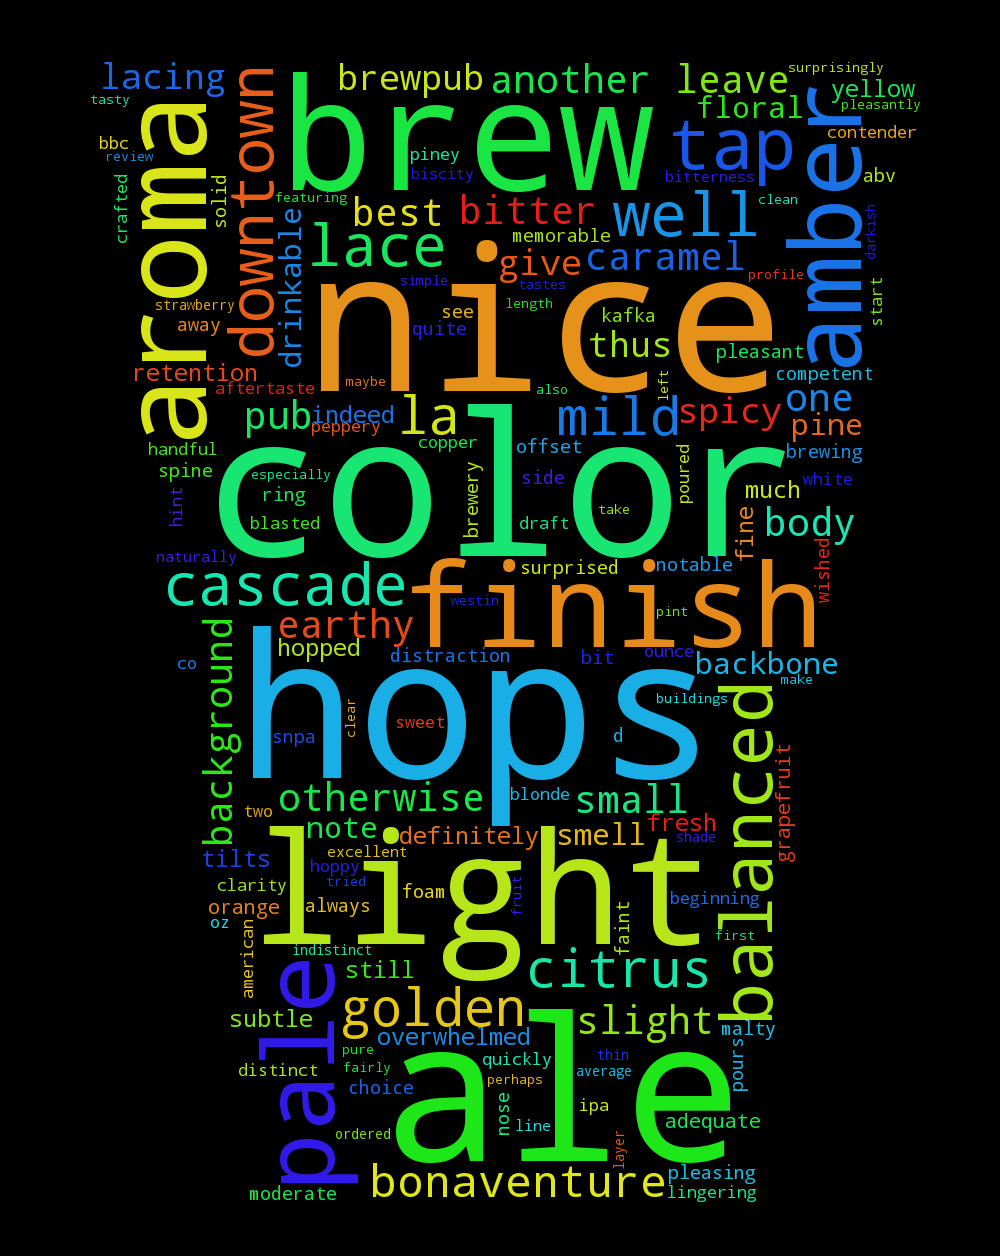 lacing
brewpub
another
leave
surprisingly
tasty
floral
yellow
pleasantly
aroma
downtown
brew
tap
amber
contender
bbc
review
piney
biscity
bitterness
abv
crafted
solid
featuring
clean
best
bitter
well
darkish
drinkable
lace
memorable
give
caramel
nice
simple
tastes
profile
start
strawberry
see
length
kafka
away
quite
thus
pleasant
retention
aftertaste
maybe
also
left
competent
pub
indeed
peppery
la
mild
spicy
one
pine
handful
copper
offset
brewing
spine
especially
color
brewery
side
poured
much
white
hint
ring
take
blasted
draft
fine
body
naturally
wished
cascade
surprised
notable
finish
westin
pint
earthy
background
hopped
distraction
bit
ounce
backbone
co
make
hops
buildings
balanced
clear
sweet
snpa
d
grapefruit
otherwise
blonde
small
two
note
definitely
smell
fresh
shade
tilts
excellent
light
hoppy
tried
clarity
foam
fruit
beginning
orange
always
faint
oz
american
first
indistinct
still
citrus
pale
golden
slight
subtle
overwhelmed
malty
pours
pure
quickly
thin
fairly
distinct
ale
perhaps
average
choice
nose
ipa
line
adequate
ordered
layer
bonaventure
pleasing
moderate
lingering